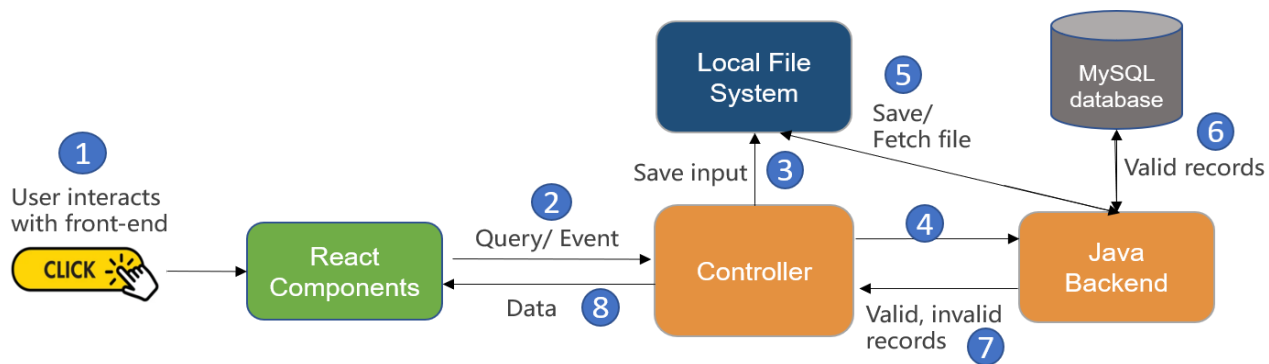 1
User interacts
with front-end
CLICK
React
Components
2
Query/ Event
Data
8
Local File
System
Save input
3
Controller
5
Save/
Fetch file
4
Valid, invalid
records
7
MySQL
database
6
Valid records
Java
Backend